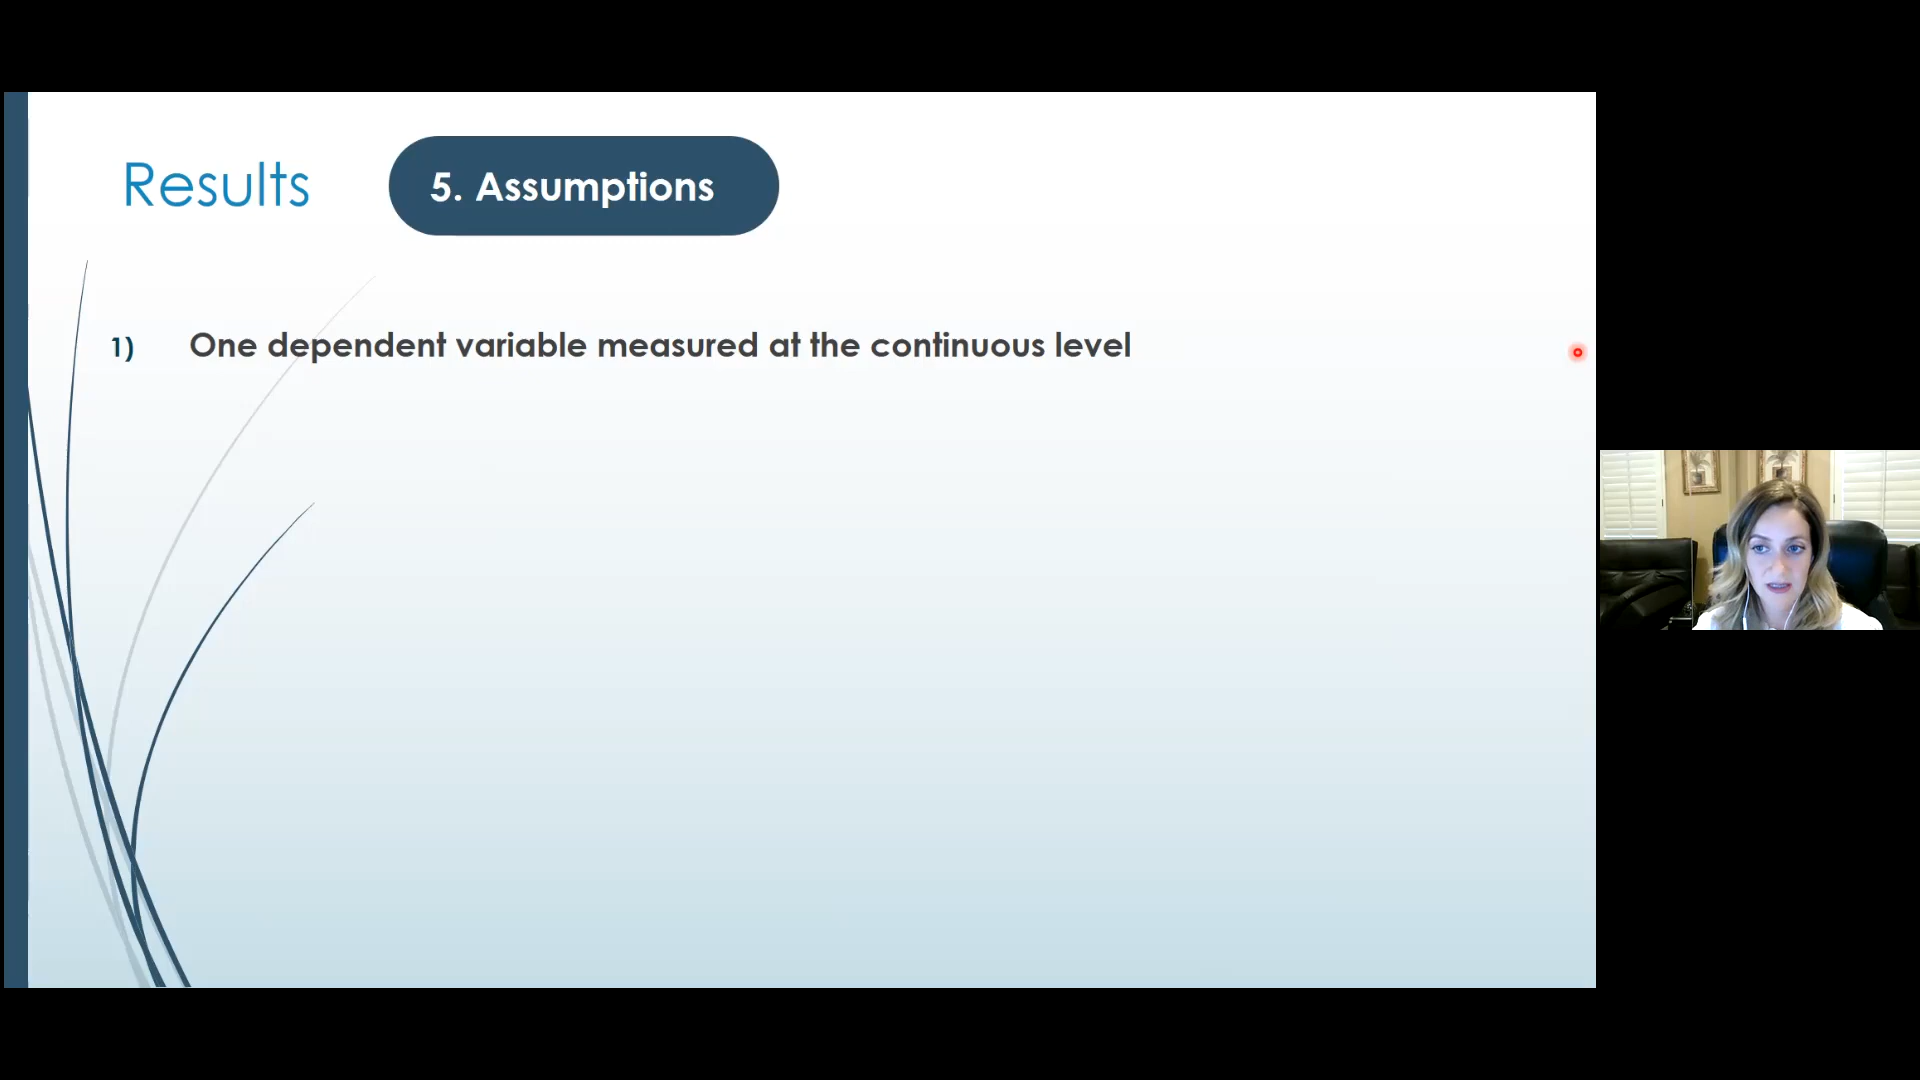 Results
5. Assumptions
1) One dependent variable measured at the continuous level